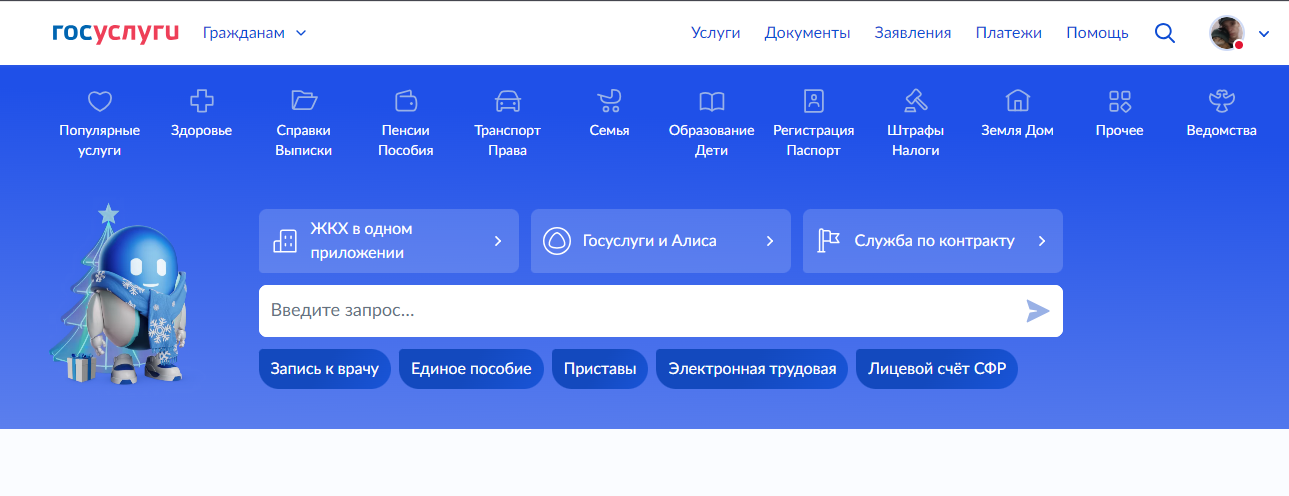 госуслуги Гражданам Услуги Документы Заявления Платежи Помощь
Популярные услуги
Здоровье
Справки Выписки
Пенсии Пособия
Транспорт Права
Семья
Образование Дети
Регистрация Паспорт
Штрафы Налоги
Земля Дом
Прочее
Ведомства
ЖКХ в одном приложении
Госуслуги и Алиса
Служба по контракту
Введите запрос...
Запись к врачу
Единое пособие
Приставы
Электронная трудовая
Лицевой счёт СФР